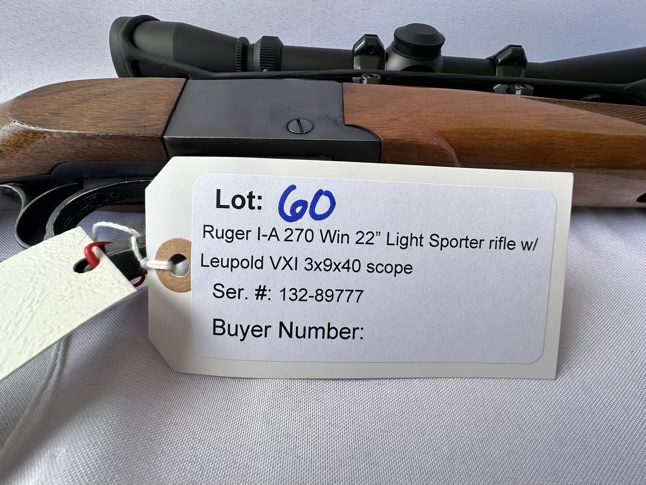 Lot: 60
Ruger I-A 270 Win 22” Light Sporter rifle w/
Leupold VXI 3x9x40 scope
Ser. #: 132-89777
Buyer Number: